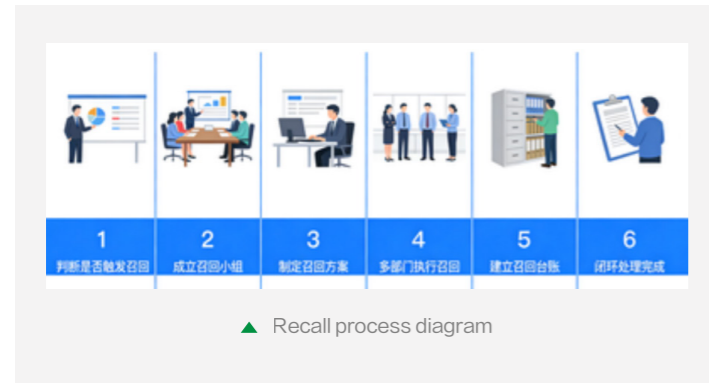 1
判断是否触发召回
2
成立召回小组
3
制定召回方案
4
多部门执行召回
5
建立召回台账
6
闭环处理完成
Recall process diagram